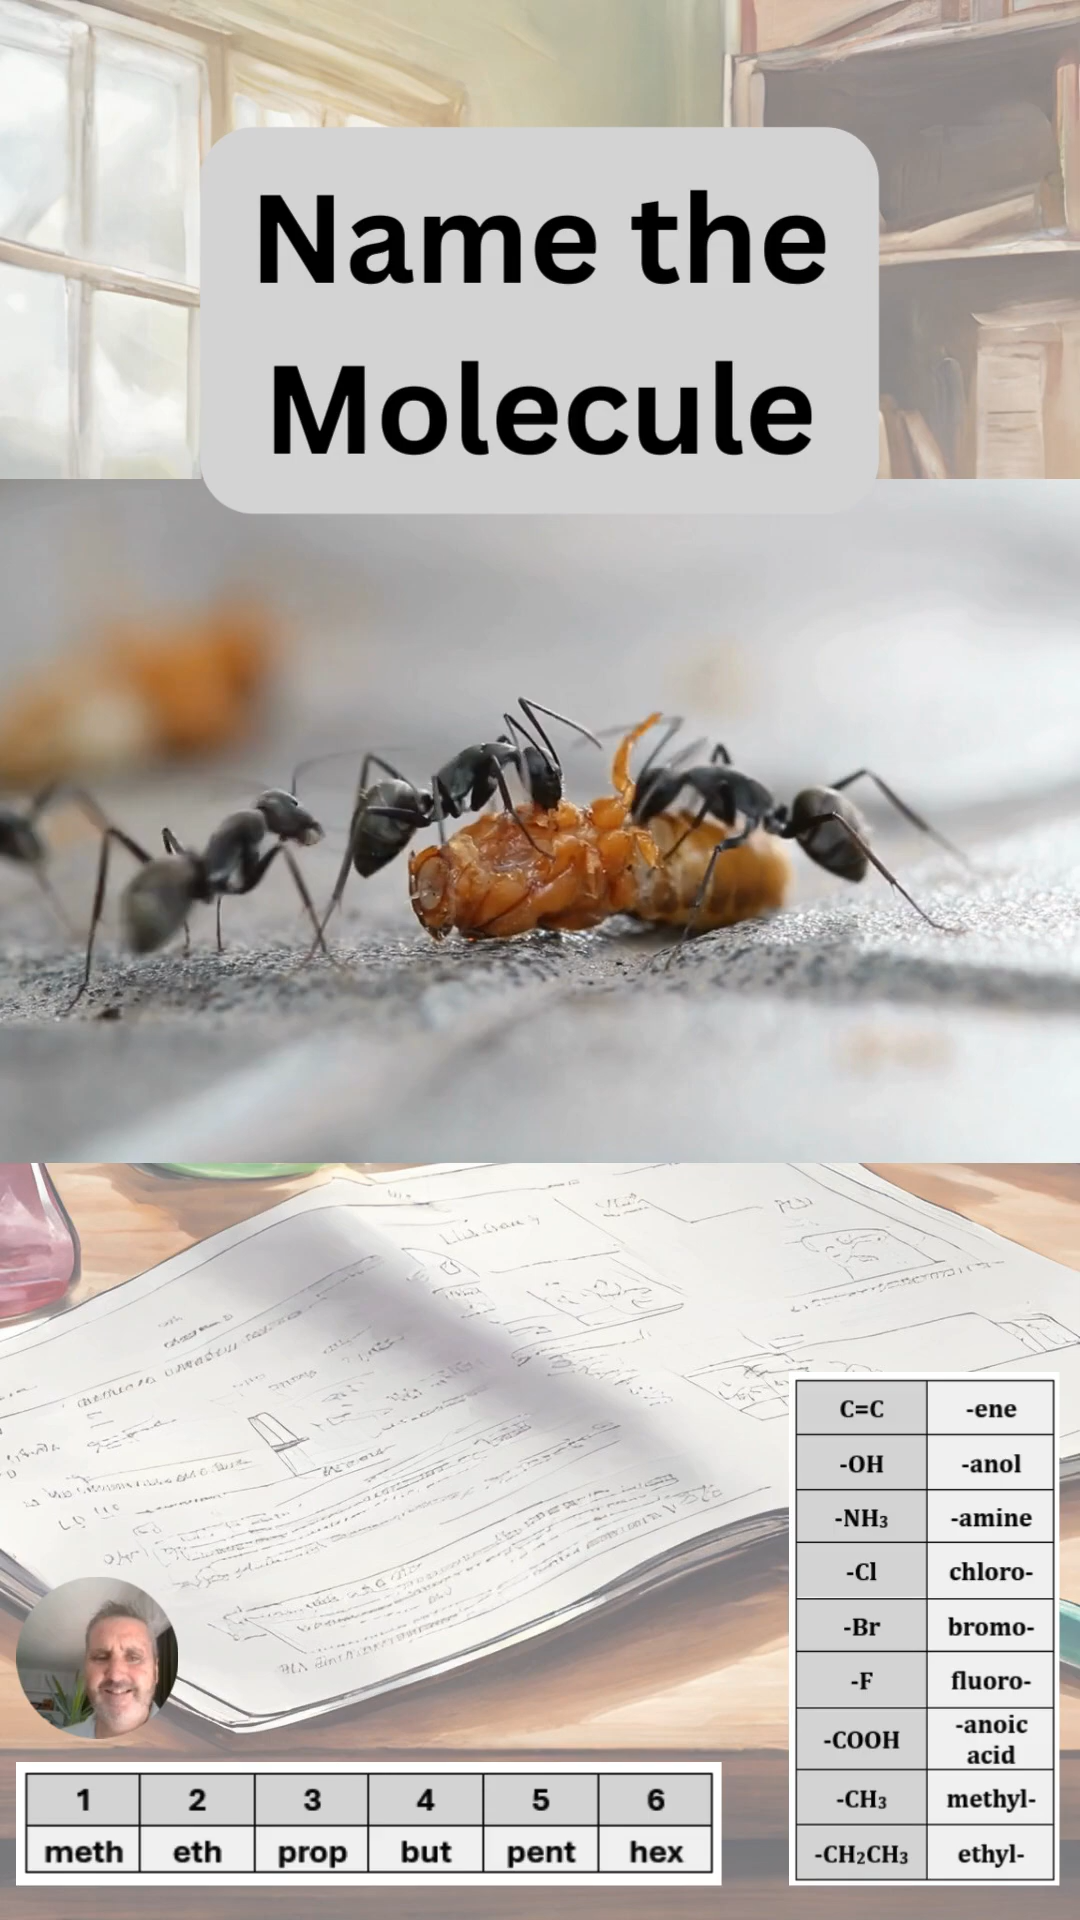 Name the
Molecule
C=C -ene
-OH -anol
-NH₃ -amine
-Cl chloro-
-Br bromo-
-F fluoro-
-COOH -anoic acid
-CH₃ methyl-
-CH₂CH₃ ethyl-
1 2 3 4 5 6
meth eth prop but pent hex